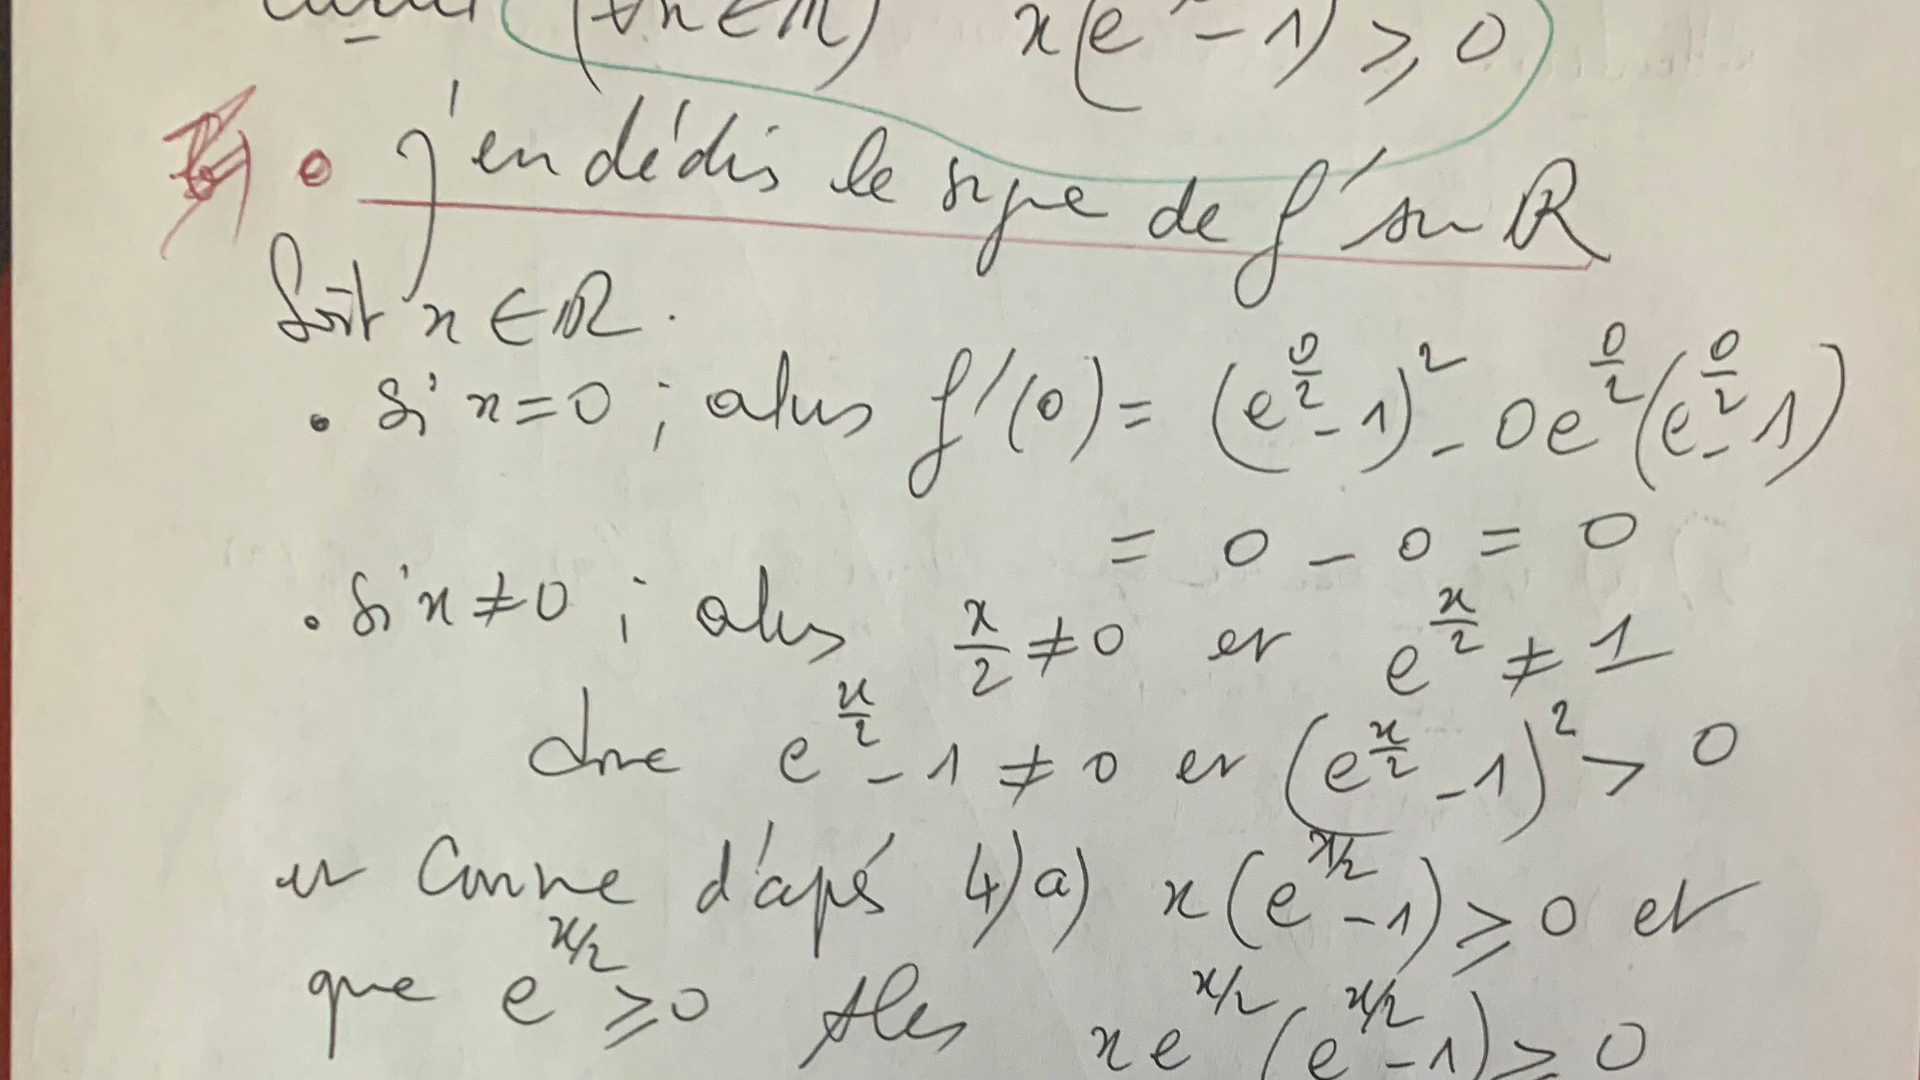 (∀x∈ℝ) x(e - 1) ≥ 0
• j'en dédis le signe de f' su ℝ
Soit x ∈ ℝ.
• Si x=0 ; alors f'(0) = (e^{0/2} - 1)^2 - 0e^{0/2}(e^{0/2} - 1)
= 0 - 0 = 0
• Si x≠0 ; alors x/2 ≠ 0 et e^{x/2} ≠ 1
donc e^{x/2} - 1 ≠ 0 et (e^{x/2} - 1)^2 > 0
et Comme d'après 4)a) x(e^{x/2} - 1) ≥ 0 et
que e^{x/2} ≥ 0 Alors xe^{x/2}(e^{x/2} - 1) ≥ 0